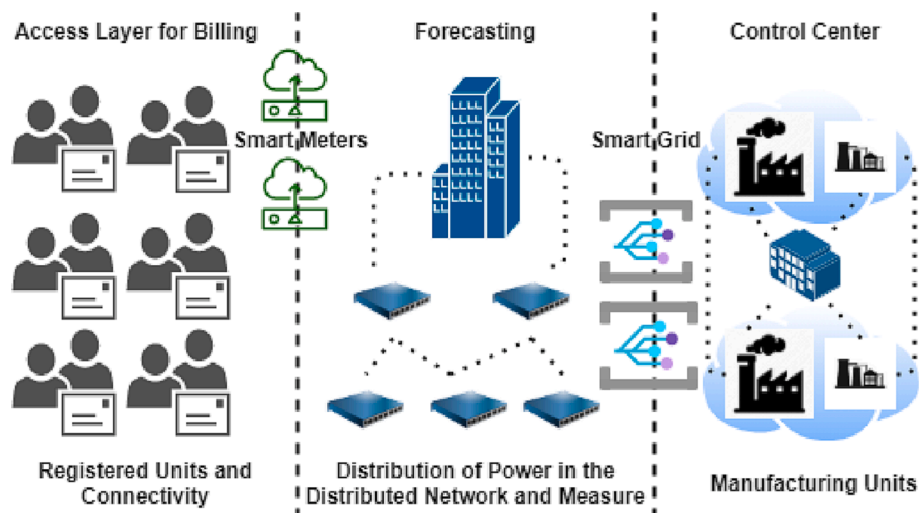 Access Layer for Billing
Forecasting
Control Center
Smart Meters
Smart Grid
Registered Units and
Connectivity
Distribution of Power in the
Distributed Network and Measure
Manufacturing Units